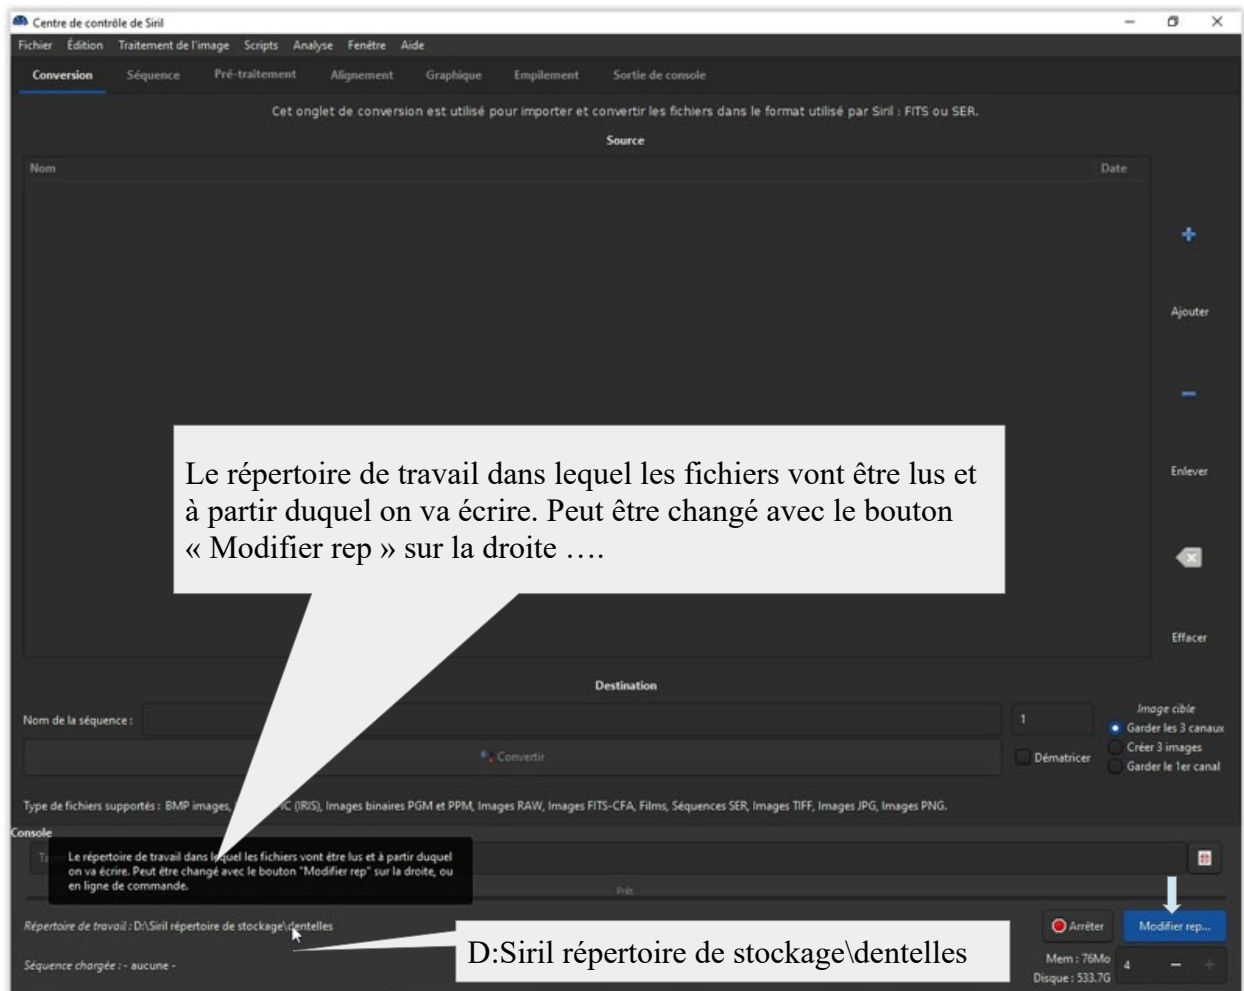 Centre de contrôle de Siril
Fichier Édition Traitement de l'image Scripts Analyse Fenêtre Aide
Conversion Séquence Pré-traitement Alignement Graphique Empilement Sortie de console
Cet onglet de conversion est utilisé pour importer et convertir les fichiers dans le format utilisé par Siril : FITS ou SER.
Source
Nom Date
Ajouter
Enlever
Effacer
Le répertoire de travail dans lequel les fichiers vont être lus et
à partir duquel on va écrire. Peut être changé avec le bouton
« Modifier rep » sur la droite ….
Destination
Nom de la séquence :
1
Image cible
Garder les 3 canaux
Créer 3 images
Garder le 1er canal
Convertir
Dématricer
Type de fichiers supportés : BMP images, (IRIS), Images binaires PGM et PPM, Images RAW, Images FITS-CFA, Films, Séquences SER, Images TIFF, Images JPG, Images PNG.
Console
Le répertoire de travail dans lequel les fichiers vont être lus et à partir duquel
on va écrire. Peut être changé avec le bouton "Modifier rep" sur la droite, ou
en ligne de commande.
Prêt.
Répertoire de travail : D:\Siril répertoire de stockage\dentelles
D:Siril répertoire de stockage\dentelles
Arrêter
Modifier rep...
Séquence chargée : - aucune -
Mem : 76Mo
Disque : 533.7G
4